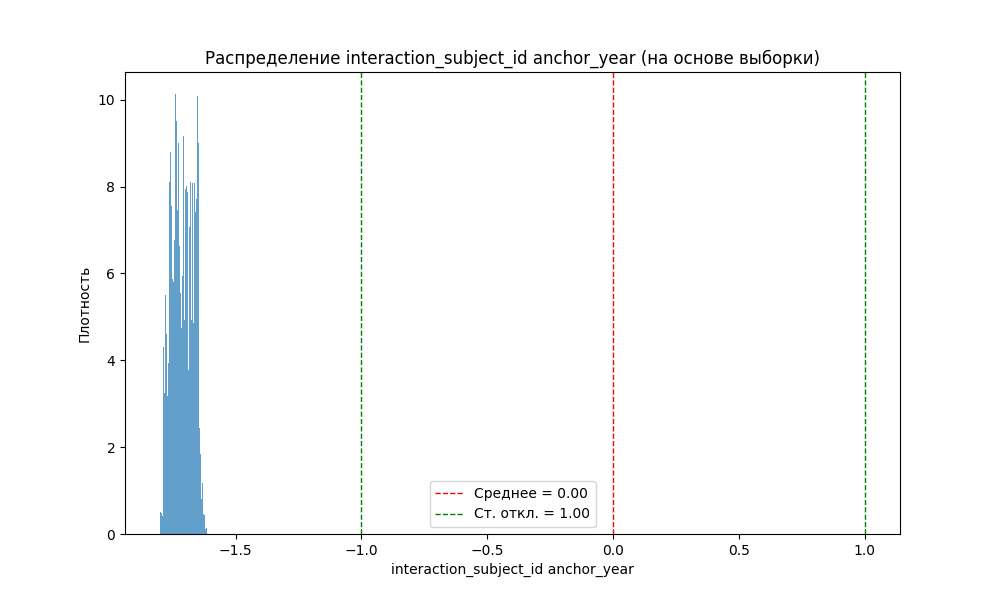 Распределение interaction_subject_id anchor_year (на основе выборки)
Плотность
10
8
6
4
2
0
−1.5
−1.0
−0.5
0.0
0.5
1.0
Среднее = 0.00
Ст. откл. = 1.00
interaction_subject_id anchor_year